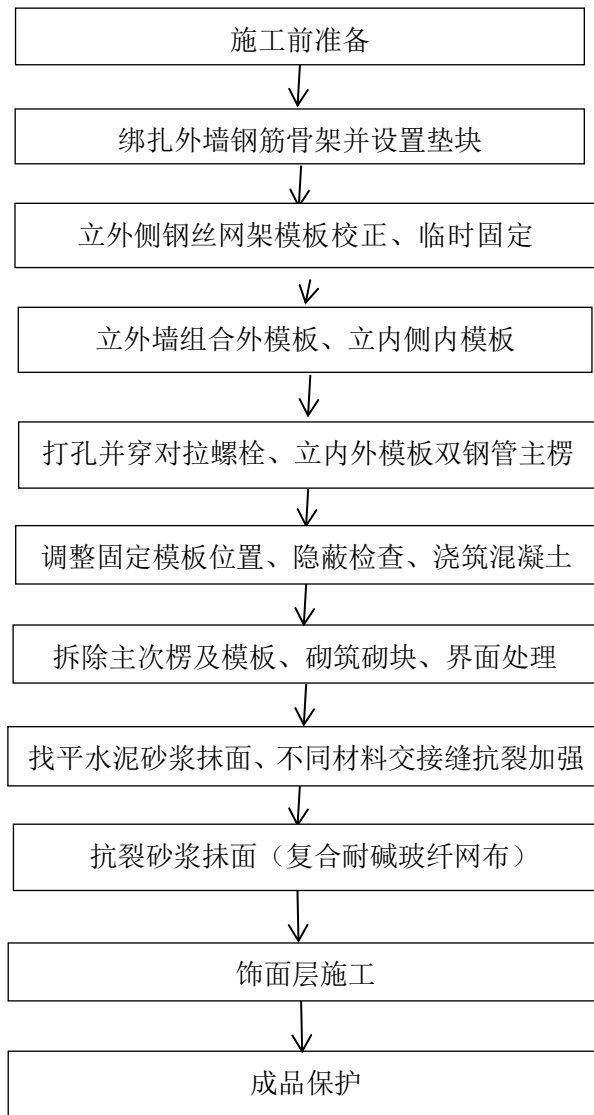 施工前准备
绑扎外墙钢筋骨架并设置垫块
立外侧钢丝网架模板校正、临时固定
立外墙组合外模板、立内侧内模板
打孔并穿对拉螺栓、立内外模板双钢管主楞
调整固定模板位置、隐蔽检查、浇筑混凝土
拆除主次楞及模板、砌筑砌块、界面处理
找平水泥砂浆抹面、不同材料交接缝抗裂加强
抗裂砂浆抹面（复合耐碱玻纤网布）
饰面层施工
成品保护